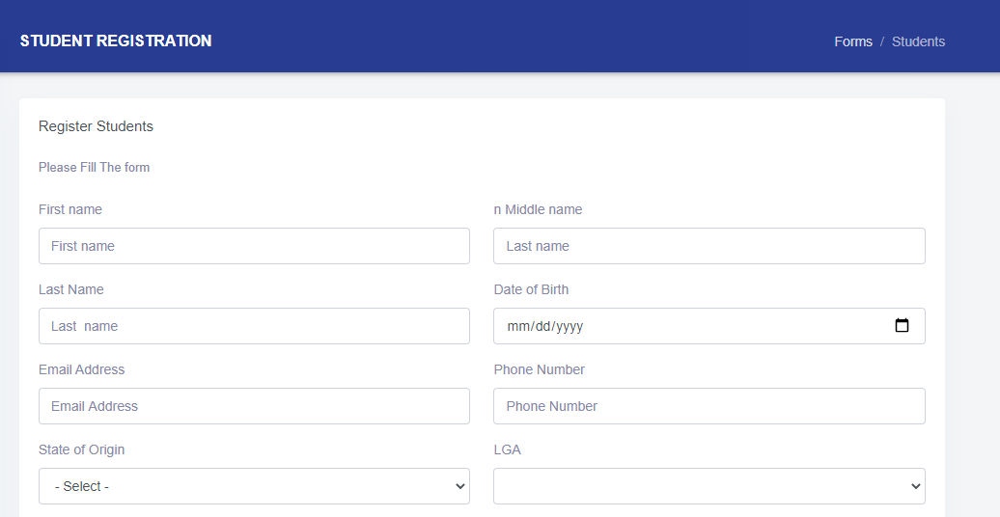 STUDENT REGISTRATION
Forms / Students
Register Students
Please Fill The form
First name
n Middle name
First name
Last name
Last Name
Date of Birth
Last  name
mm/dd/yyyy
Email Address
Phone Number
Email Address
Phone Number
State of Origin
LGA
- Select -